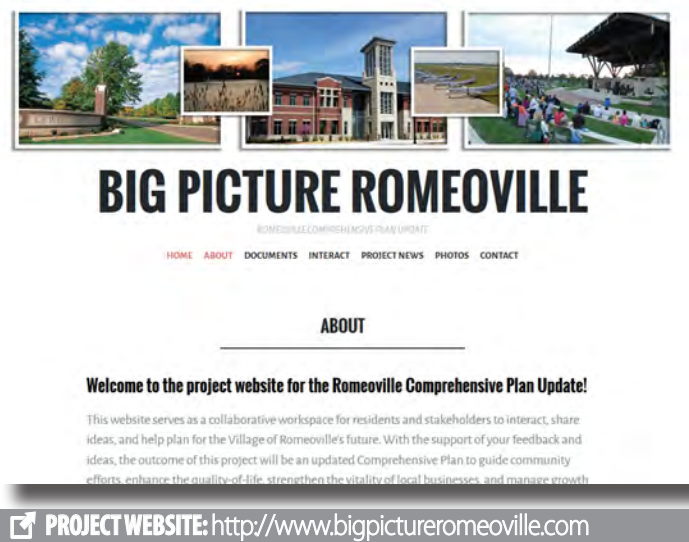 BIG PICTURE ROMEOVILLE
ROMEOVILLE COMPREHENSIVE PLAN UPDATE
HOME ABOUT DOCUMENTS INTERACT PROJECT NEWS PHOTOS CONTACT
ABOUT
Welcome to the project website for the Romeoville Comprehensive Plan Update!
This website serves as a collaborative workspace for residents and stakeholders to interact, share
ideas, and help plan for the Village of Romeoville's future. With the support of your feedback and
ideas, the outcome of this project will be an updated Comprehensive Plan to guide community
efforts, enhance the quality-of-life, strengthen the vitality of local businesses, and manage growth
PROJECT WEBSITE: http://www.bigpictureromeoville.com